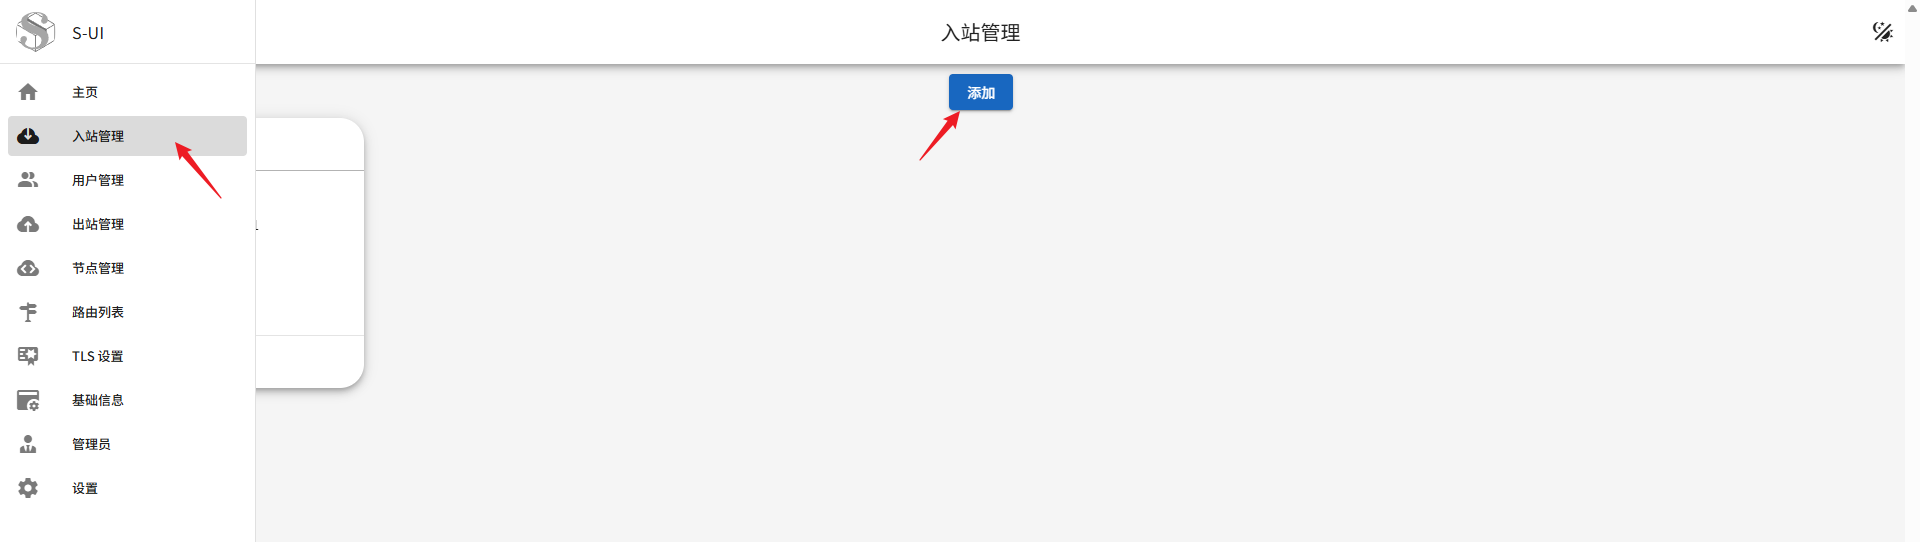 S-UI
入站管理
主页
入站管理
用户管理
出站管理
节点管理
路由列表
TLS 设置
基础信息
管理员
设置
添加